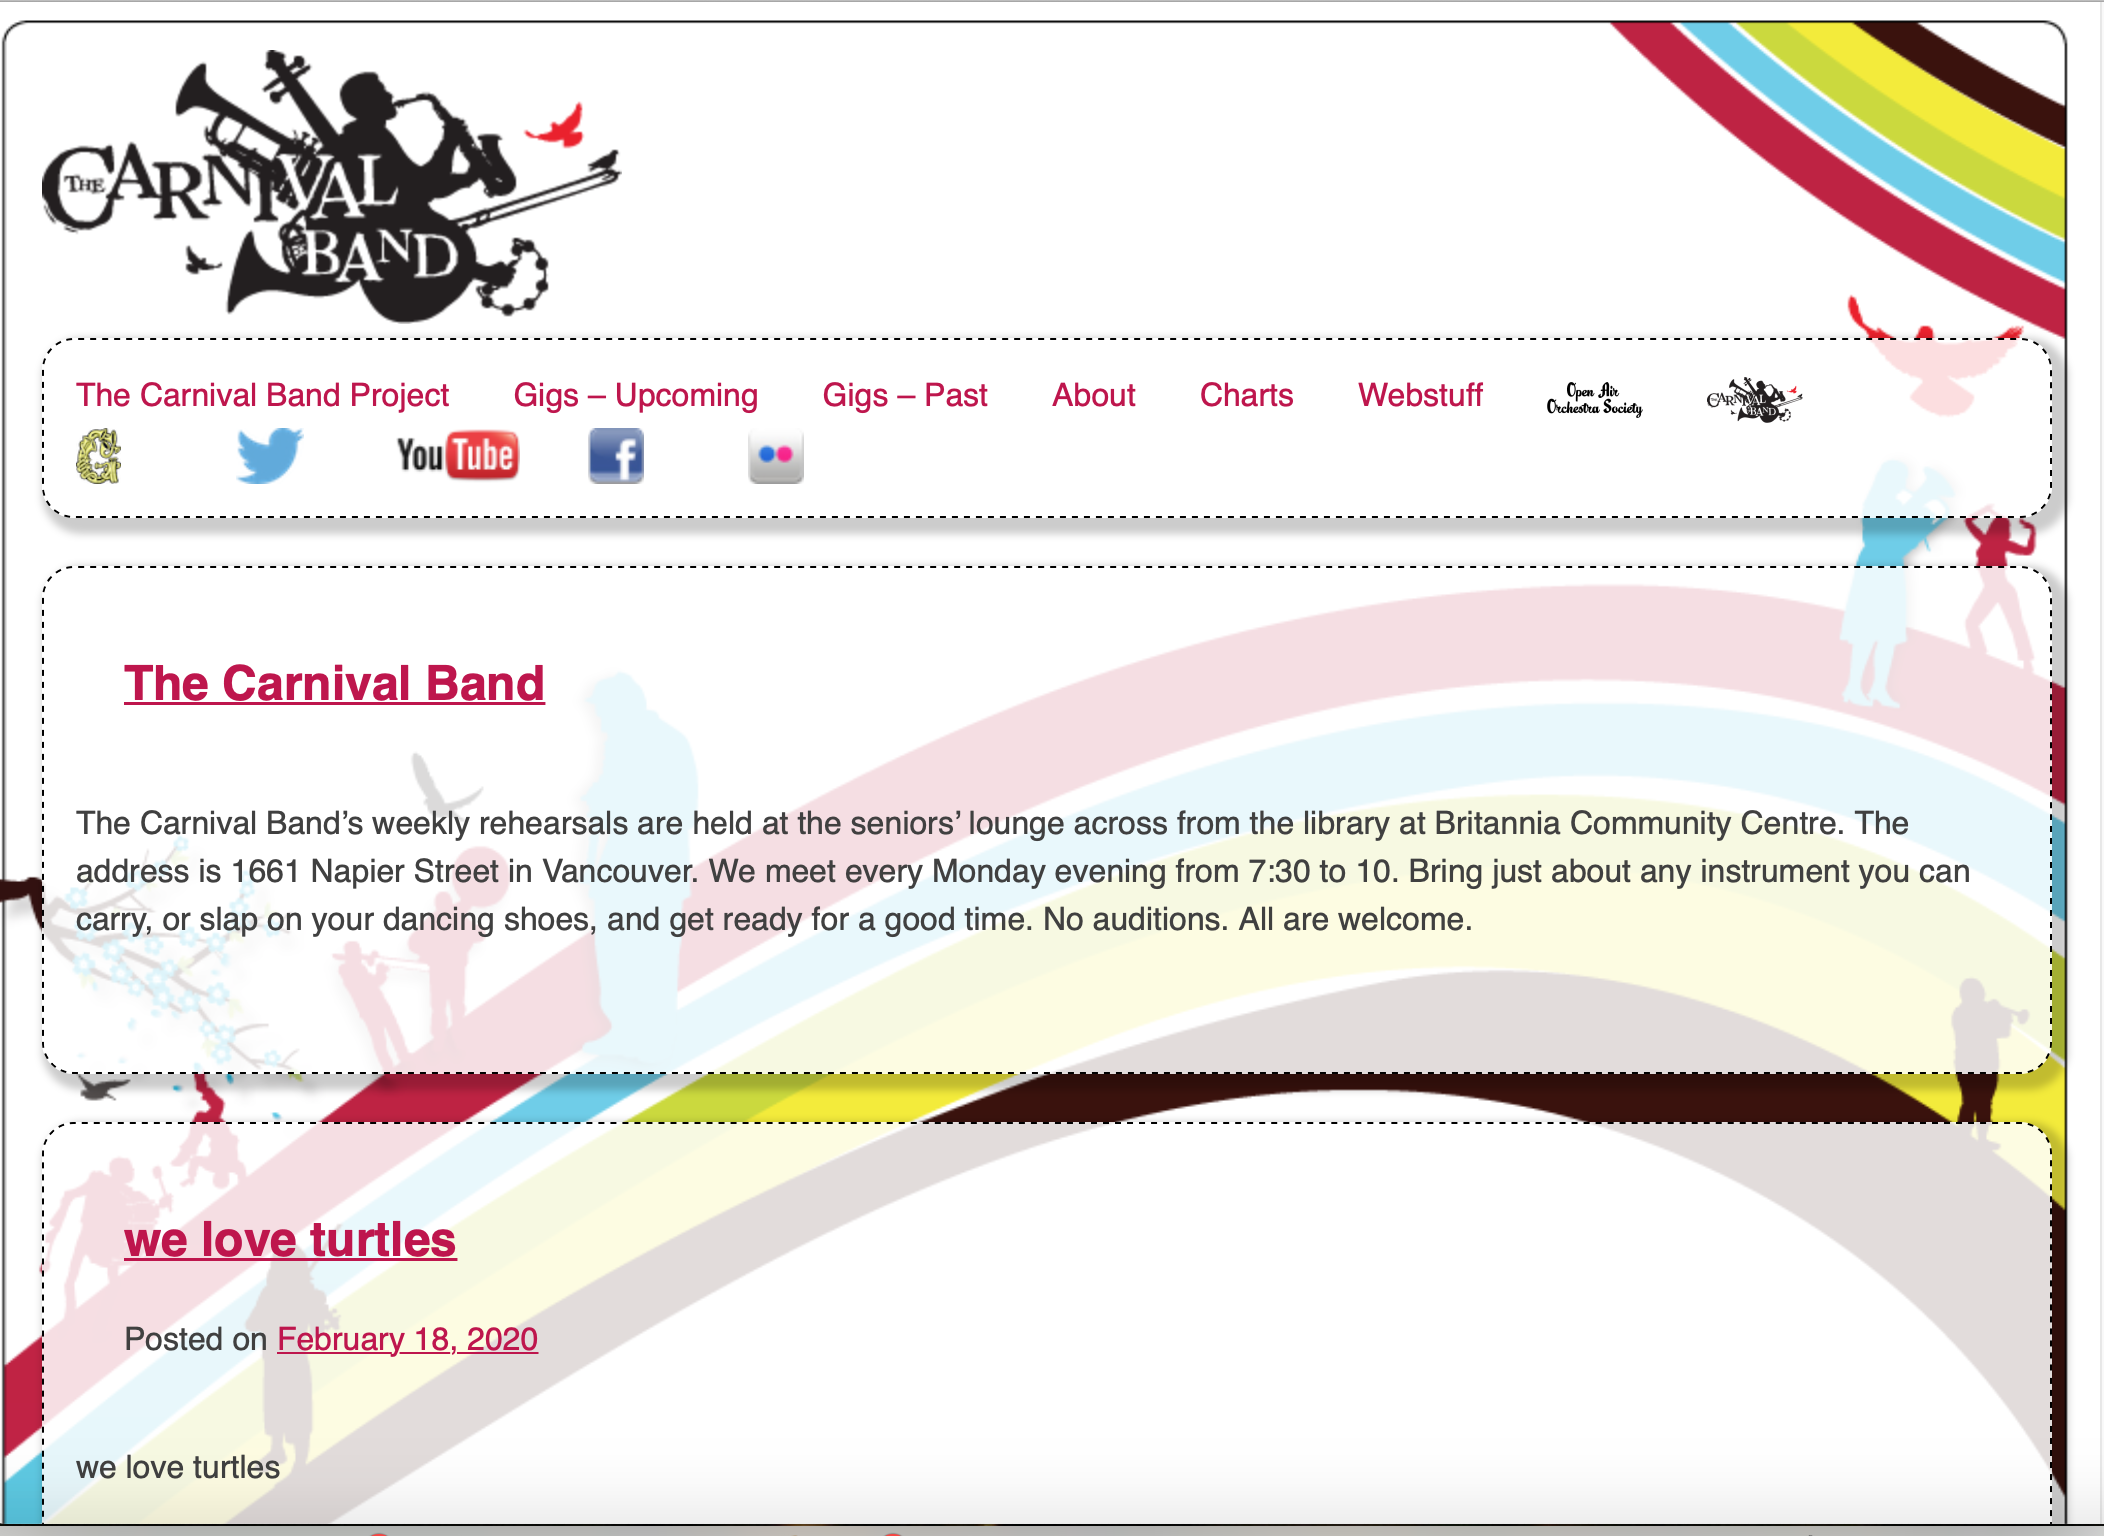 THE CARNIVAL
BAND
The Carnival Band Project Gigs – Upcoming Gigs – Past About Charts Webstuff Open Air Orchestra Society THE CARNIVAL BAND
You Tube f
The Carnival Band
The Carnival Band’s weekly rehearsals are held at the seniors’ lounge across from the library at Britannia Community Centre. The
address is 1661 Napier Street in Vancouver. We meet every Monday evening from 7:30 to 10. Bring just about any instrument you can
carry, or slap on your dancing shoes, and get ready for a good time. No auditions. All are welcome.
we love turtles
Posted on February 18, 2020
we love turtles